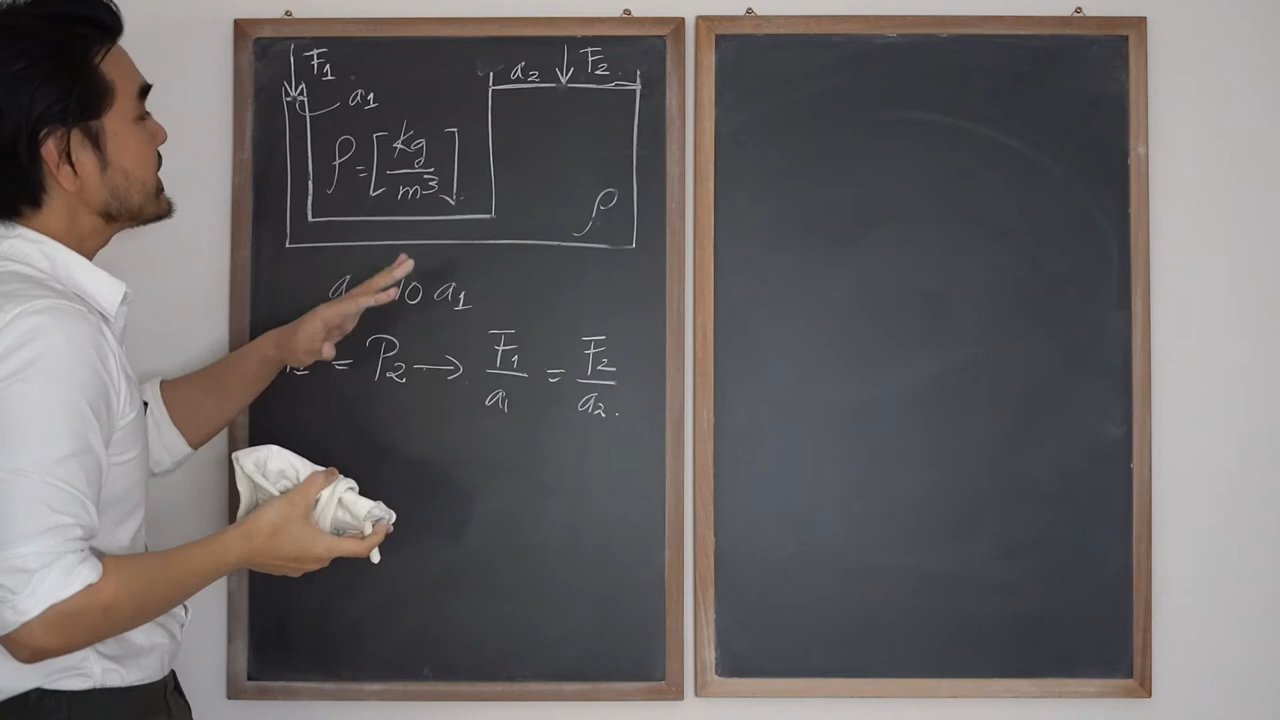 F₁ a₂ F₂
a₁
ρ = [kg/m³]
ρ
a 10 a₁
= P₂ → F₁/a₁ = F₂/a₂.